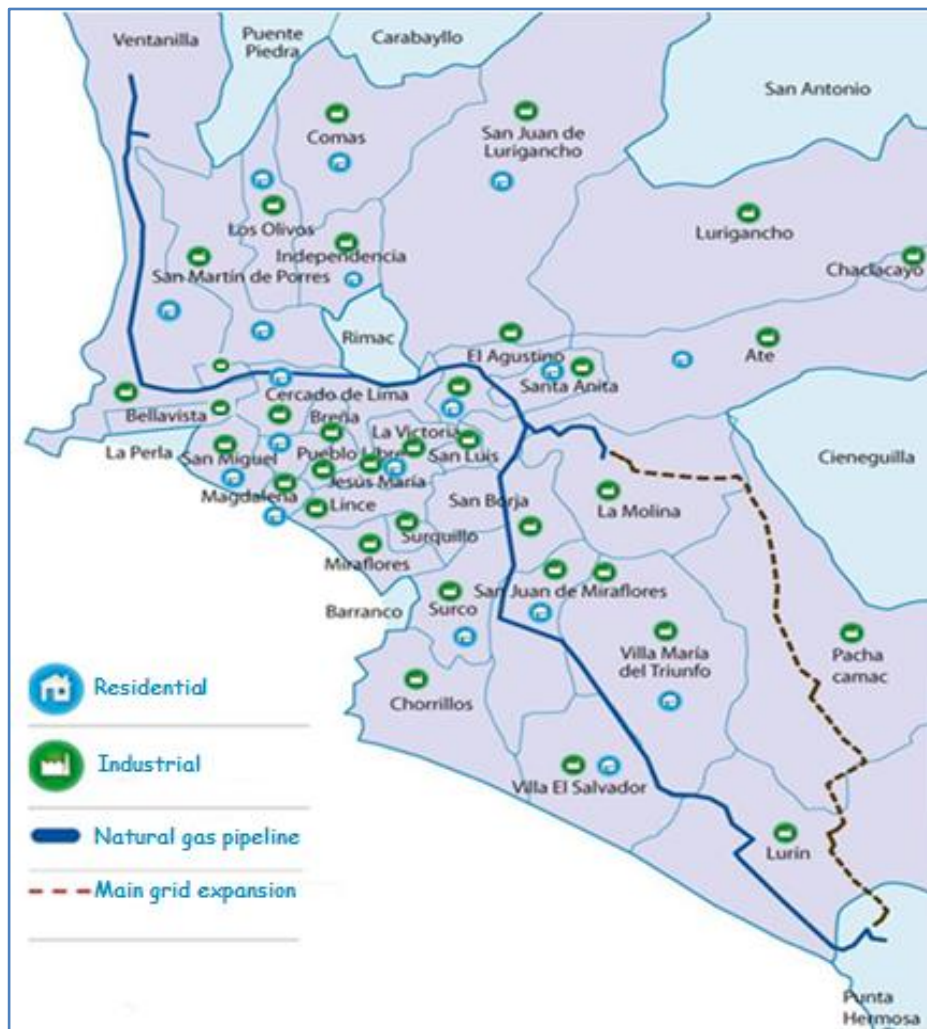 Ventanilla
Puente
Piedra
Carabayllo
San Antonio
Comas
San Juan de
Lurigancho
Lurigancho
Los Olivos
Independencia
Chaclacayo
San Martín de Porres
Rimac
El Agustino
Ate
Santa Anita
Cercado de Lima
Bellavista
Breña
La Victoria
La Perla
San Miguel
Pueblo Libre
San Luis
Cieneguilla
Jesús María
Magdalena
Lince
San Borja
La Molina
Surquillo
Miraflores
San Juan de Miraflores
Barranco
Surco
Villa María
del Triunfo
Pacha
camac
Residential
Chorrillos
Industrial
Villa El Salvador
Natural gas pipeline
Lurín
Main grid expansion
Punta
Hermosa